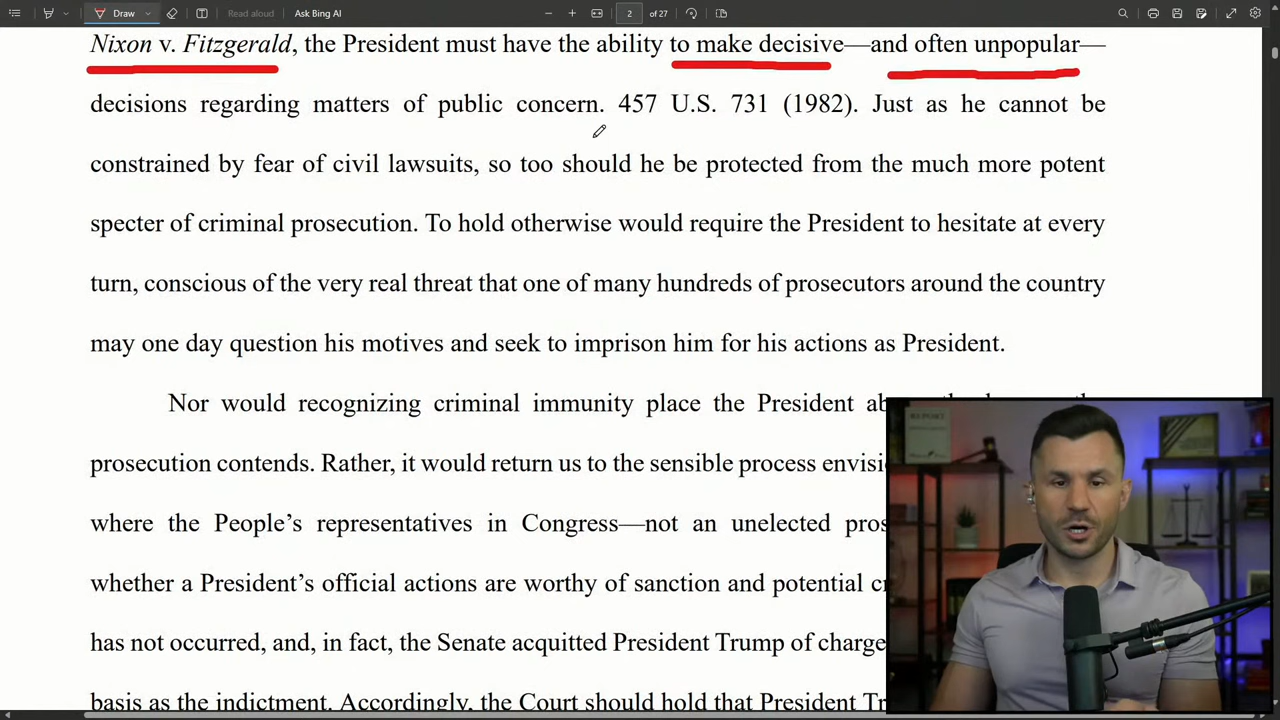 Draw
Read aloud
Ask Bing AI
2 of 27
Nixon v. Fitzgerald, the President must have the ability to make decisive—and often unpopular—
decisions regarding matters of public concern. 457 U.S. 731 (1982). Just as he cannot be
constrained by fear of civil lawsuits, so too should he be protected from the much more potent
specter of criminal prosecution. To hold otherwise would require the President to hesitate at every
turn, conscious of the very real threat that one of many hundreds of prosecutors around the country
may one day question his motives and seek to imprison him for his actions as President.
Nor would recognizing criminal immunity place the President
prosecution contends. Rather, it would return us to the sensible process
where the People’s representatives in Congress—not an unelected
whether a President’s official actions are worthy of sanction and potential
has not occurred, and, in fact, the Senate acquitted President Trump of
basis as the indictment. Accordingly, the Court should hold that President